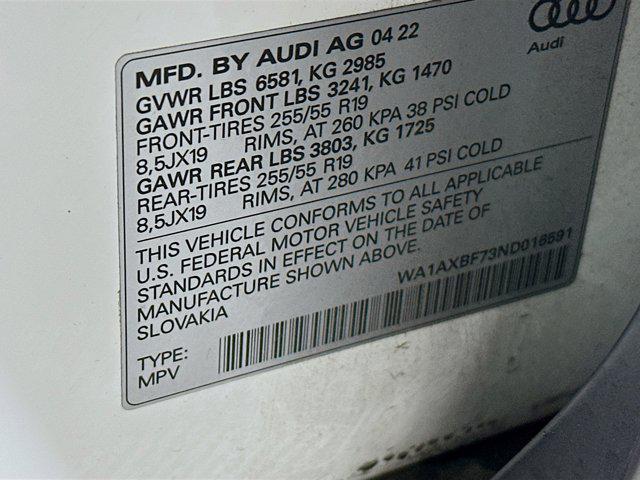 MFD. BY AUDI AG 04 22
Audi
GVWR LBS 6581, KG 2985
GAWR FRONT LBS 3241, KG 1470
FRONT-TIRES 255/55 R19
8,5JX19 RIMS, AT 260 KPA 38 PSI COLD
GAWR REAR LBS 3803, KG 1725
REAR-TIRES 255/55 R19
8,5JX19 RIMS, AT 280 KPA 41 PSI COLD
THIS VEHICLE CONFORMS TO ALL APPLICABLE
U.S. FEDERAL MOTOR VEHICLE SAFETY
STANDARDS IN EFFECT ON THE DATE OF
MANUFACTURE SHOWN ABOVE.
SLOVAKIA
WA1AXBF73ND016591
TYPE:
MPV